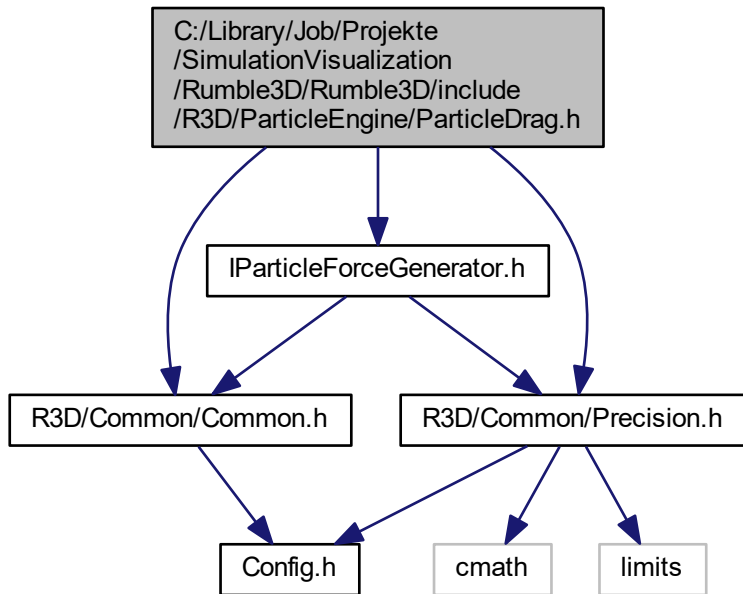 C:/Library/Job/Projekte
/SimulationVisualization
/Rumble3D/Rumble3D/include
/R3D/ParticleEngine/ParticleDrag.h
IParticleForceGenerator.h
R3D/Common/Common.h
R3D/Common/Precision.h
Config.h
cmath
limits